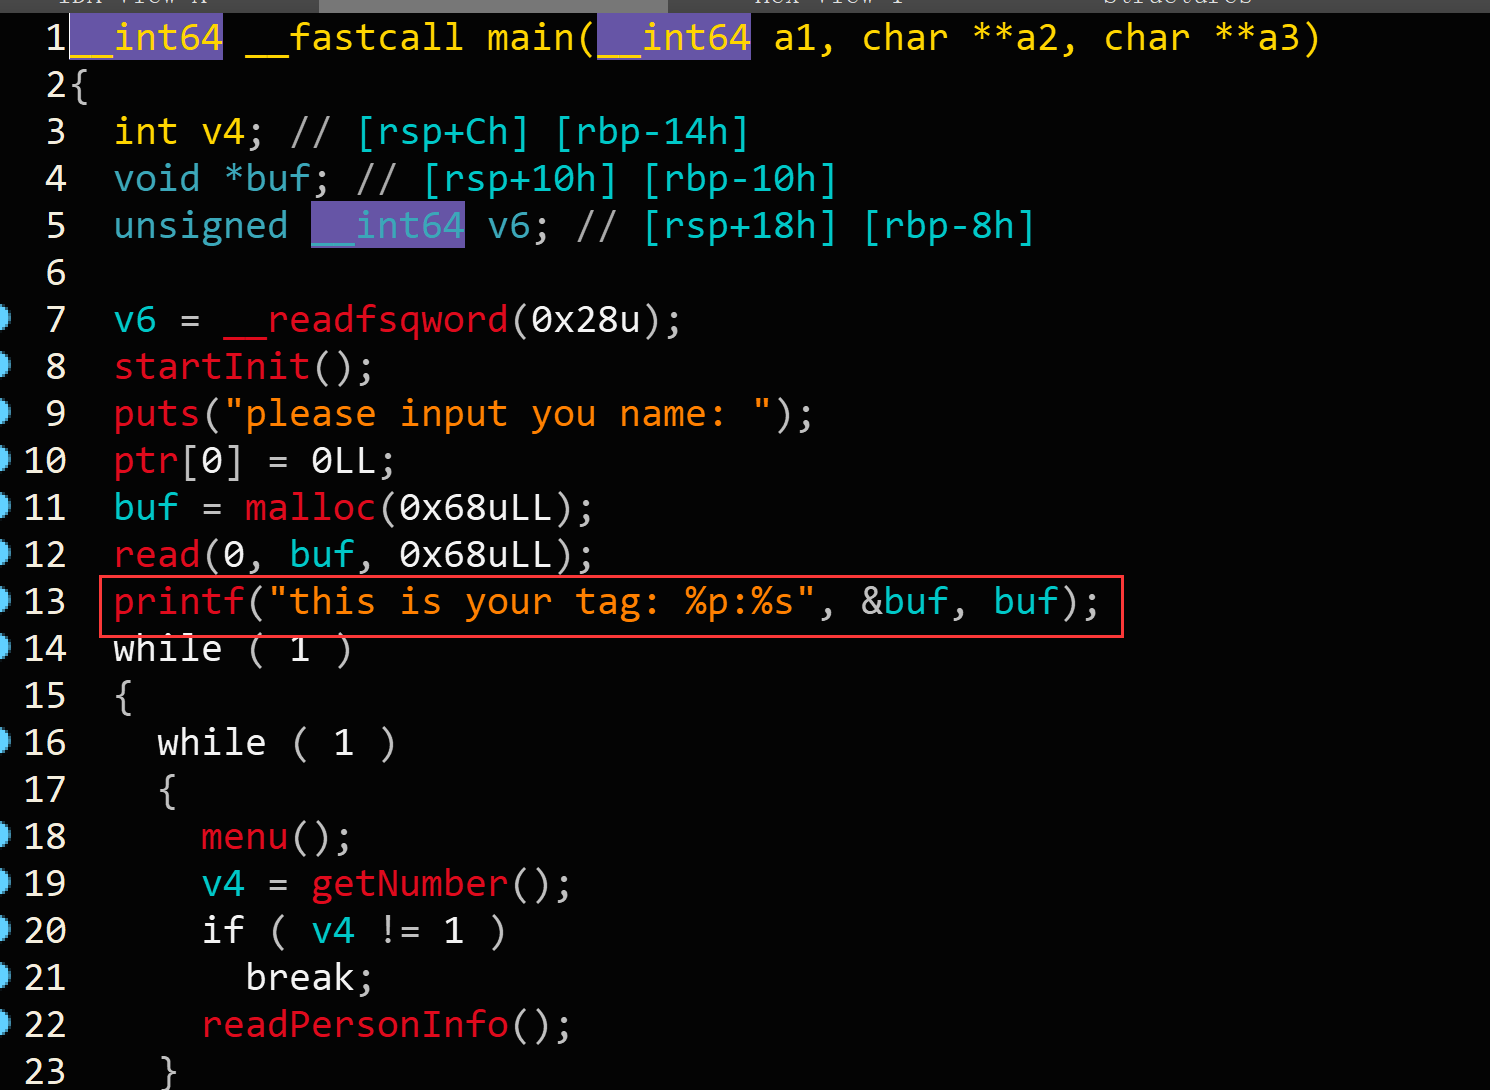 1 __int64 __fastcall main(__int64 a1, char **a2, char **a3)
2 {
3   int v4; // [rsp+Ch] [rbp-14h]
4   void *buf; // [rsp+10h] [rbp-10h]
5   unsigned __int64 v6; // [rsp+18h] [rbp-8h]
6
7   v6 = __readfsqword(0x28u);
8   startInit();
9   puts("please input you name: ");
10   ptr[0] = 0LL;
11   buf = malloc(0x68uLL);
12   read(0, buf, 0x68uLL);
13   printf("this is your tag: %p:%s", &buf, buf);
14   while ( 1 )
15   {
16     while ( 1 )
17     {
18       menu();
19       v4 = getNumber();
20       if ( v4 != 1 )
21         break;
22       readPersonInfo();
23     }